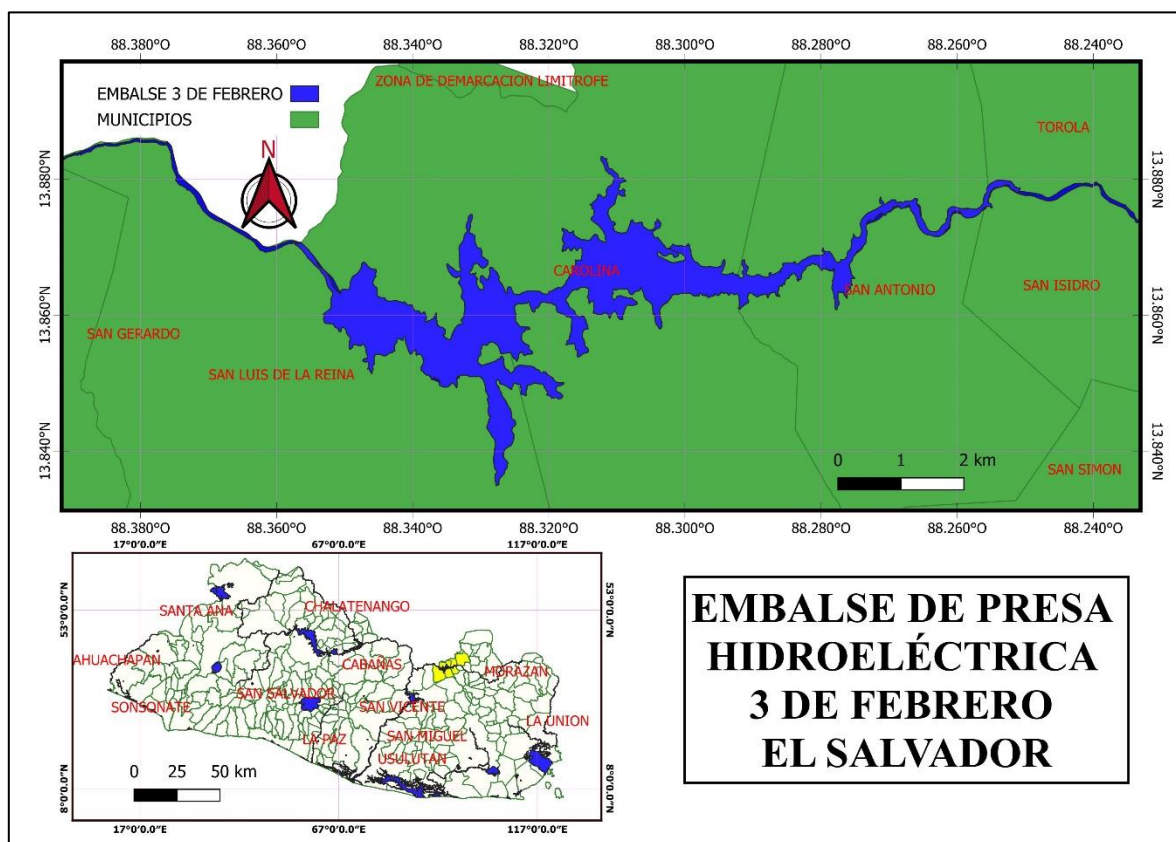 88.380°O 88.360°O 88.340°O 88.320°O 88.300°O 88.280°O 88.260°O 88.240°O
ZONA DE DEMARCACION LIMITROFE
EMBALSE 3 DE FEBRERO
MUNICIPIOS
TOROLA
N
13.880°N
13.880°N
CAROLINA
SAN ANTONIO
SAN ISIDRO
13.860°N
13.860°N
SAN GERARDO
SAN LUIS DE LA REINA
13.840°N
13.840°N
0 1 2 km
SAN SIMON
88.380°O 88.360°O 88.340°O 88.320°O 88.300°O 88.280°O 88.260°O 88.240°O
17°0'0.0"E 67°0'0.0"E 117°0'0.0"E
53°0'0.0"N
53°0'0.0"N
SANTA ANA
CHALATENANGO
AHUACHAPAN
CABAÑAS
MORAZAN
SAN SALVADOR
SONSONATE
SAN VICENTE
LA UNION
LA PAZ
SAN MIGUEL
USULUTAN
0 25 50 km
8°0'0.0"N
8°0'0.0"N
17°0'0.0"E 67°0'0.0"E 117°0'0.0"E
EMBALSE DE PRESA
HIDROELÉCTRICA
3 DE FEBRERO
EL SALVADOR